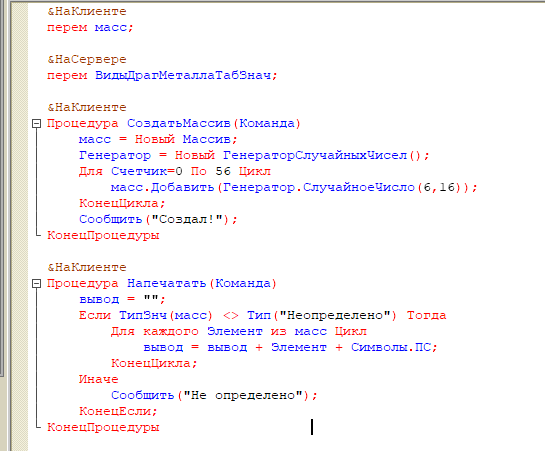 &НаКлиенте
перем масс;
&НаСервере
перем ВидыДрагМеталлаТабЗнач;
&НаКлиенте
Процедура СоздатьМассив(Команда)
масс = Новый Массив;
Генератор = Новый ГенераторСлучайныхЧисел();
Для Счетчик=0 По 56 Цикл
масс.Добавить(Генератор.СлучайноеЧисло(6,16));
КонецЦикла;
Сообщить("Создал!");
КонецПроцедуры
&НаКлиенте
Процедура Напечатать(Команда)
вывод = "";
Если ТипЗнч(масс) <> Тип("Неопределено") Тогда
Для каждого Элемент из масс Цикл
вывод = вывод + Элемент + Символы.ПС;
КонецЦикла;
Иначе
Сообщить("Не определено");
КонецЕсли;
КонецПроцедуры